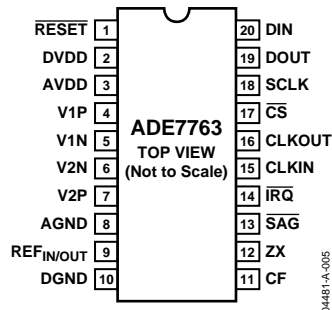 RESET 1 20 DIN
DVDD 2 19 DOUT
AVDD 3 18 SCLK
V1P 4 17 CS
V1N 5 16 CLKOUT
V2N 6 15 CLKIN
V2P 7 14 IRQ
AGND 8 13 SAG
REFIN/OUT 9 12 ZX
DGND 10 11 CF
ADE7763
TOP VIEW
(Not to Scale)
04481-A-005